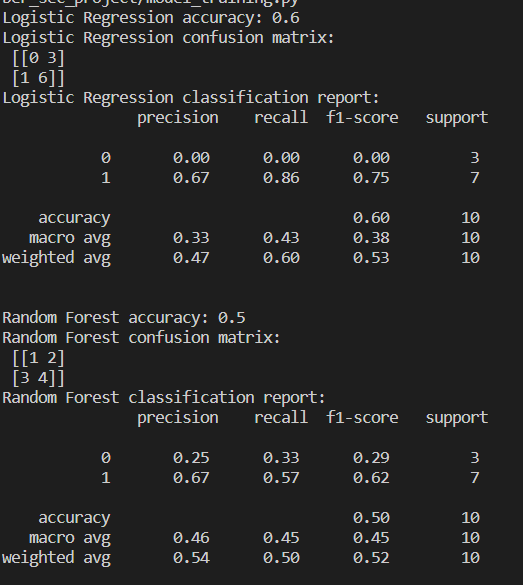 ber_sec_project/model_training.py
Logistic Regression accuracy: 0.6
Logistic Regression confusion matrix:
[[0 3]
[1 6]]
Logistic Regression classification report:
precision recall f1-score support
0 0.00 0.00 0.00 3
1 0.67 0.86 0.75 7
accuracy 0.60 10
macro avg 0.33 0.43 0.38 10
weighted avg 0.47 0.60 0.53 10
Random Forest accuracy: 0.5
Random Forest confusion matrix:
[[1 2]
[3 4]]
Random Forest classification report:
precision recall f1-score support
0 0.25 0.33 0.29 3
1 0.67 0.57 0.62 7
accuracy 0.50 10
macro avg 0.46 0.45 0.45 10
weighted avg 0.54 0.50 0.52 10